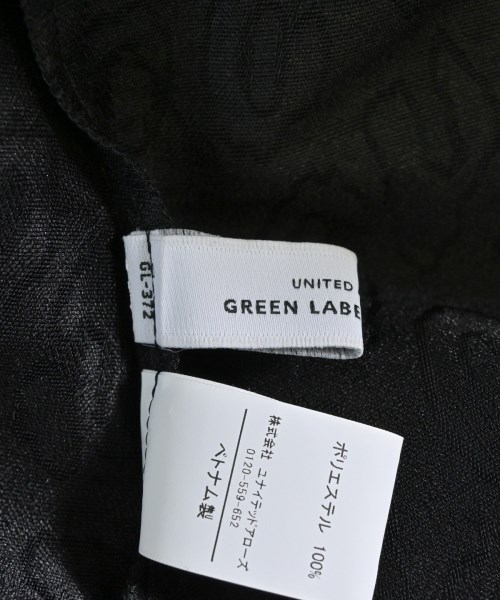 UNITED
GREEN LABE
GL-372
ポリエステル 100%
株式会社 ユナイテッドアローズ
0120-559-652
ベトナム製